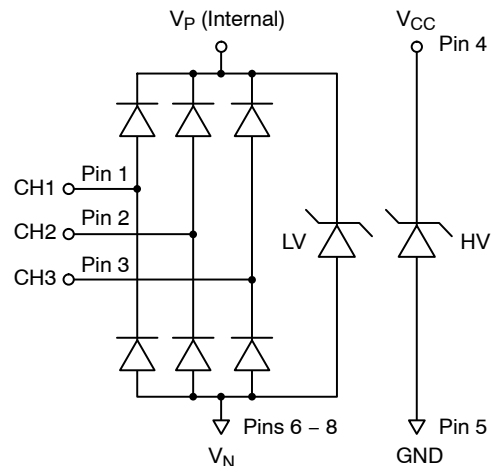 V_P (Internal)
V_CC
Pin 4
CH1
Pin 1
CH2
Pin 2
CH3
Pin 3
LV
HV
Pins 6 – 8
V_N
Pin 5
GND